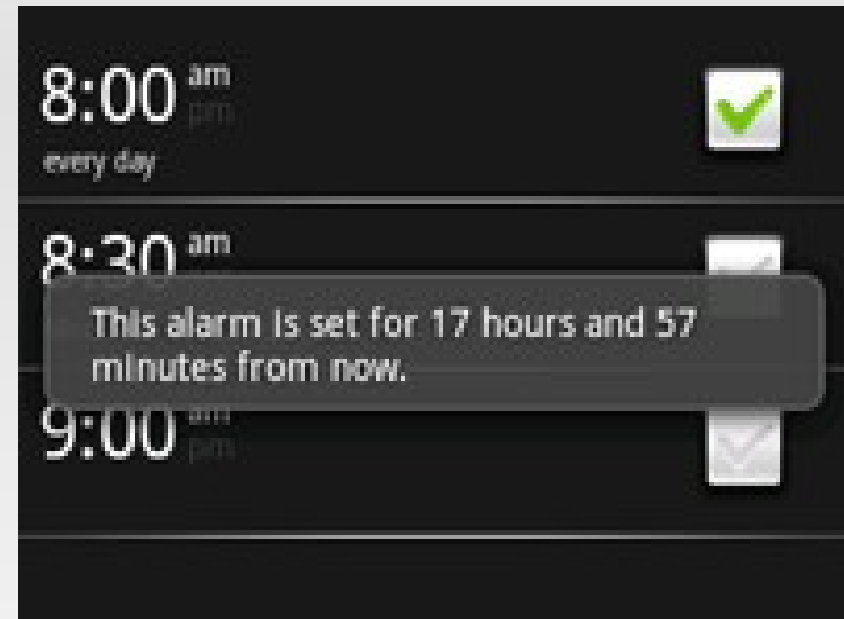 8:00 am
pm
every day
8:30 am
This alarm is set for 17 hours and 57
minutes from now.
9:00 am
pm